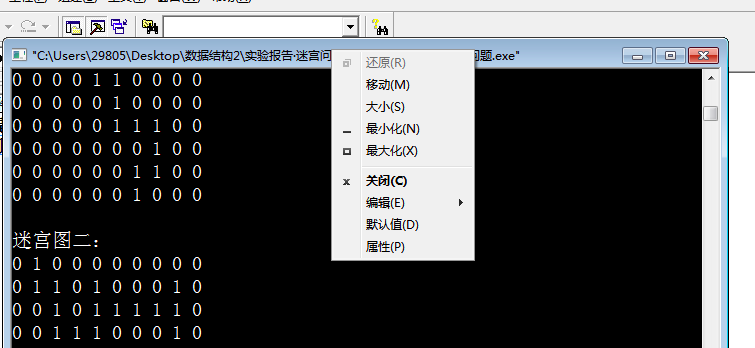 "C:\Users\29805\Desktop\数据结构2\实验报告·迷宫问
问题.exe"
0 0 0 0 1 1 0 0 0 0
0 0 0 0 0 1 0 0 0 0
0 0 0 0 0 1 1 1 0 0
0 0 0 0 0 0 0 1 0 0
0 0 0 0 0 0 1 1 0 0
0 0 0 0 0 0 1 0 0 0
迷宫图二:
0 1 0 0 0 0 0 0 0 0
0 1 1 0 1 0 0 0 1 0
0 0 1 0 1 1 1 1 1 0
0 0 1 1 1 0 0 0 1 0
还原(R)
移动(M)
大小(S)
最小化(N)
最大化(X)
关闭(C)
编辑(E)
默认值(D)
属性(P)